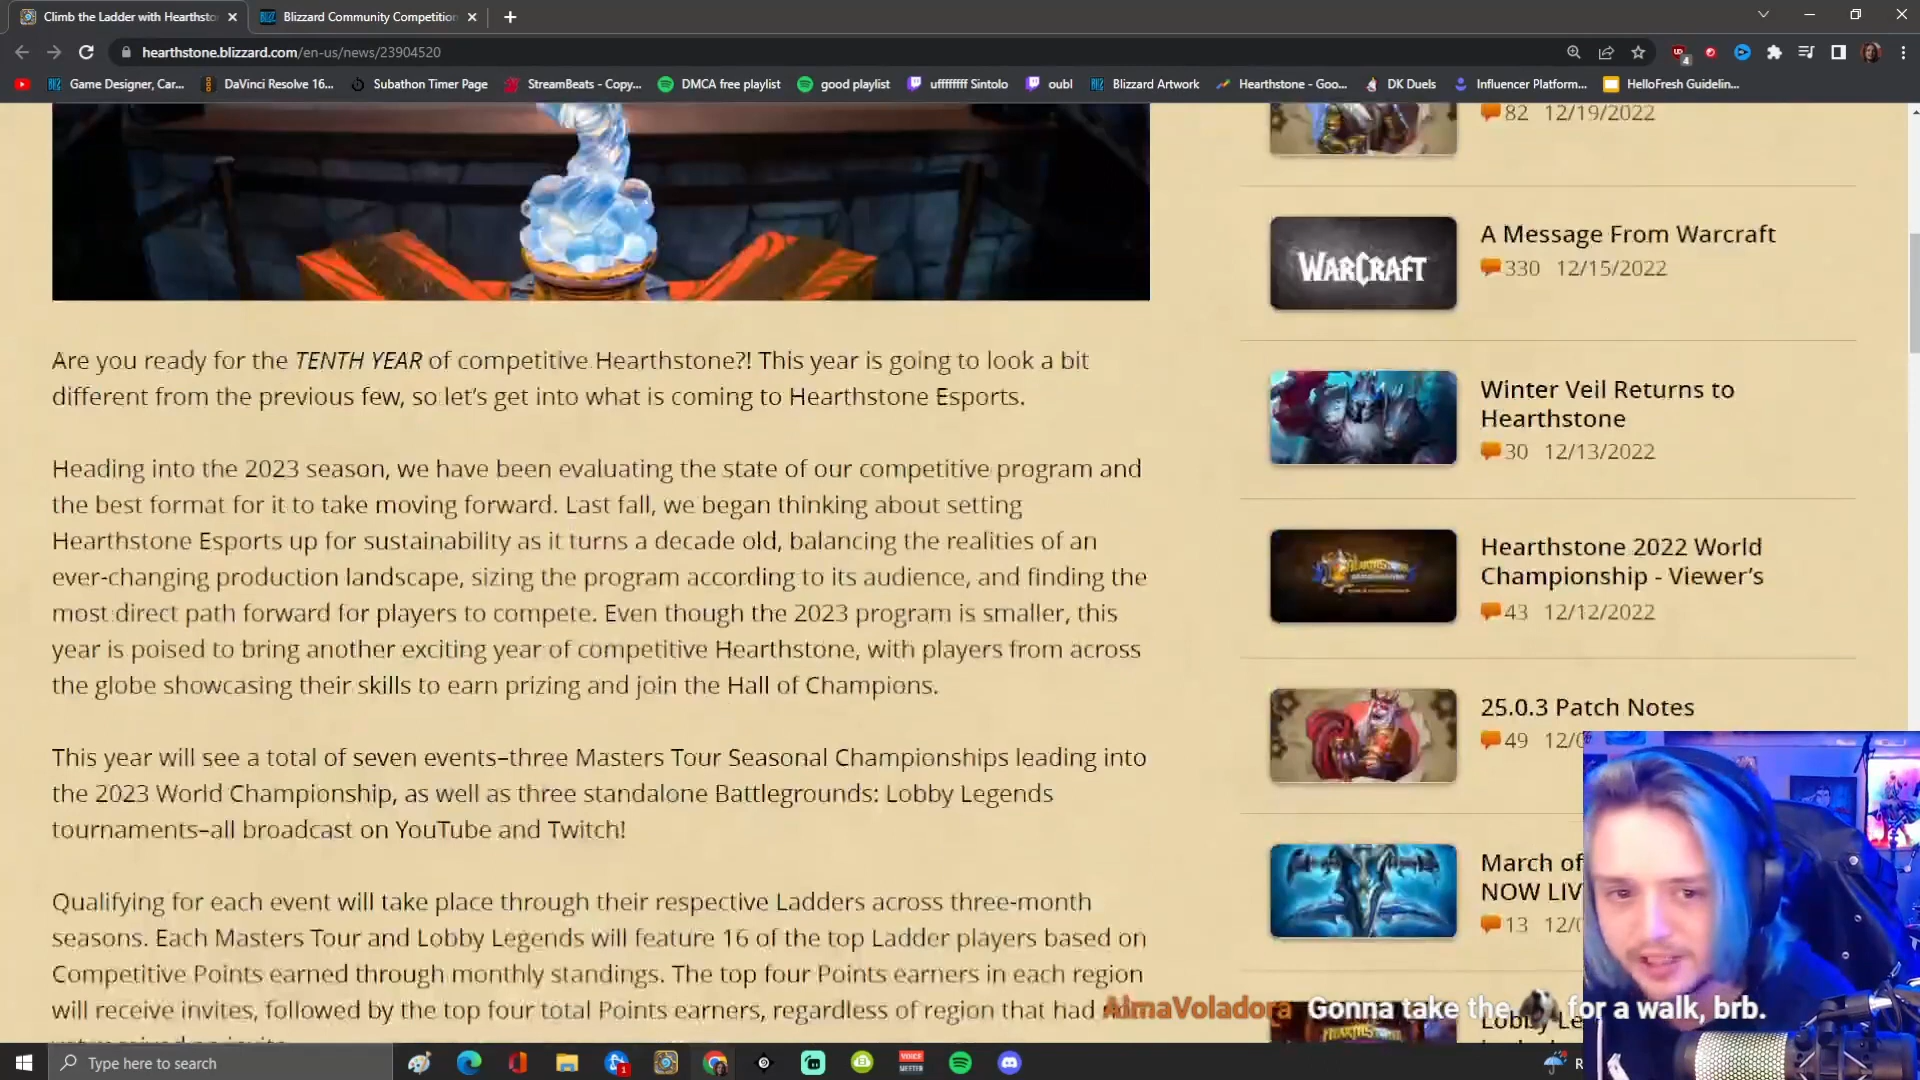 Climb the Ladder with Hearthsto
Blizzard Community Competition
hearthstone.blizzard.com/en-us/news/23904520
4
Game Designer, Car...
DaVinci Resolve 16...
Subathon Timer Page
StreamBeats - Copy...
DMCA free playlist
good playlist
uffffffff Sintolo
oubl
Blizzard Artwork
Hearthstone - Goo...
DK Duels
Influencer Platform...
HelloFresh Guidelin...
Are you ready for the TENTH YEAR of competitive Hearthstone?! This year is going to look a bit
different from the previous few, so let’s get into what is coming to Hearthstone Esports.
Heading into the 2023 season, we have been evaluating the state of our competitive program and
the best format for it to take moving forward. Last fall, we began thinking about setting
Hearthstone Esports up for sustainability as it turns a decade old, balancing the realities of an
ever-changing production landscape, sizing the program according to its audience, and finding the
most direct path forward for players to compete. Even though the 2023 program is smaller, this
year is poised to bring another exciting year of competitive Hearthstone, with players from across
the globe showcasing their skills to earn prizing and join the Hall of Champions.
This year will see a total of seven events–three Masters Tour Seasonal Championships leading into
the 2023 World Championship, as well as three standalone Battlegrounds: Lobby Legends
tournaments–all broadcast on YouTube and Twitch!
Qualifying for each event will take place through their respective Ladders across three-month
seasons. Each Masters Tour and Lobby Legends will feature 16 of the top Ladder players based on
Competitive Points earned through monthly standings. The top four Points earners in each region
will receive invites, followed by the top four total Points earners, regardless of region that had
82 12/19/2022
WARCRAFT
A Message From Warcraft
330 12/15/2022
Winter Veil Returns to
Hearthstone
30 12/13/2022
HEARTHSTONE
Hearthstone 2022 World
Championship - Viewer’s
43 12/12/2022
25.0.3 Patch Notes
49 12/0
March of
NOW LIV
13 12/0
Lobby Le
AlmaVoladora Gonna take the for a walk, brb.
Type here to search
1
VOICE
MEETER
R